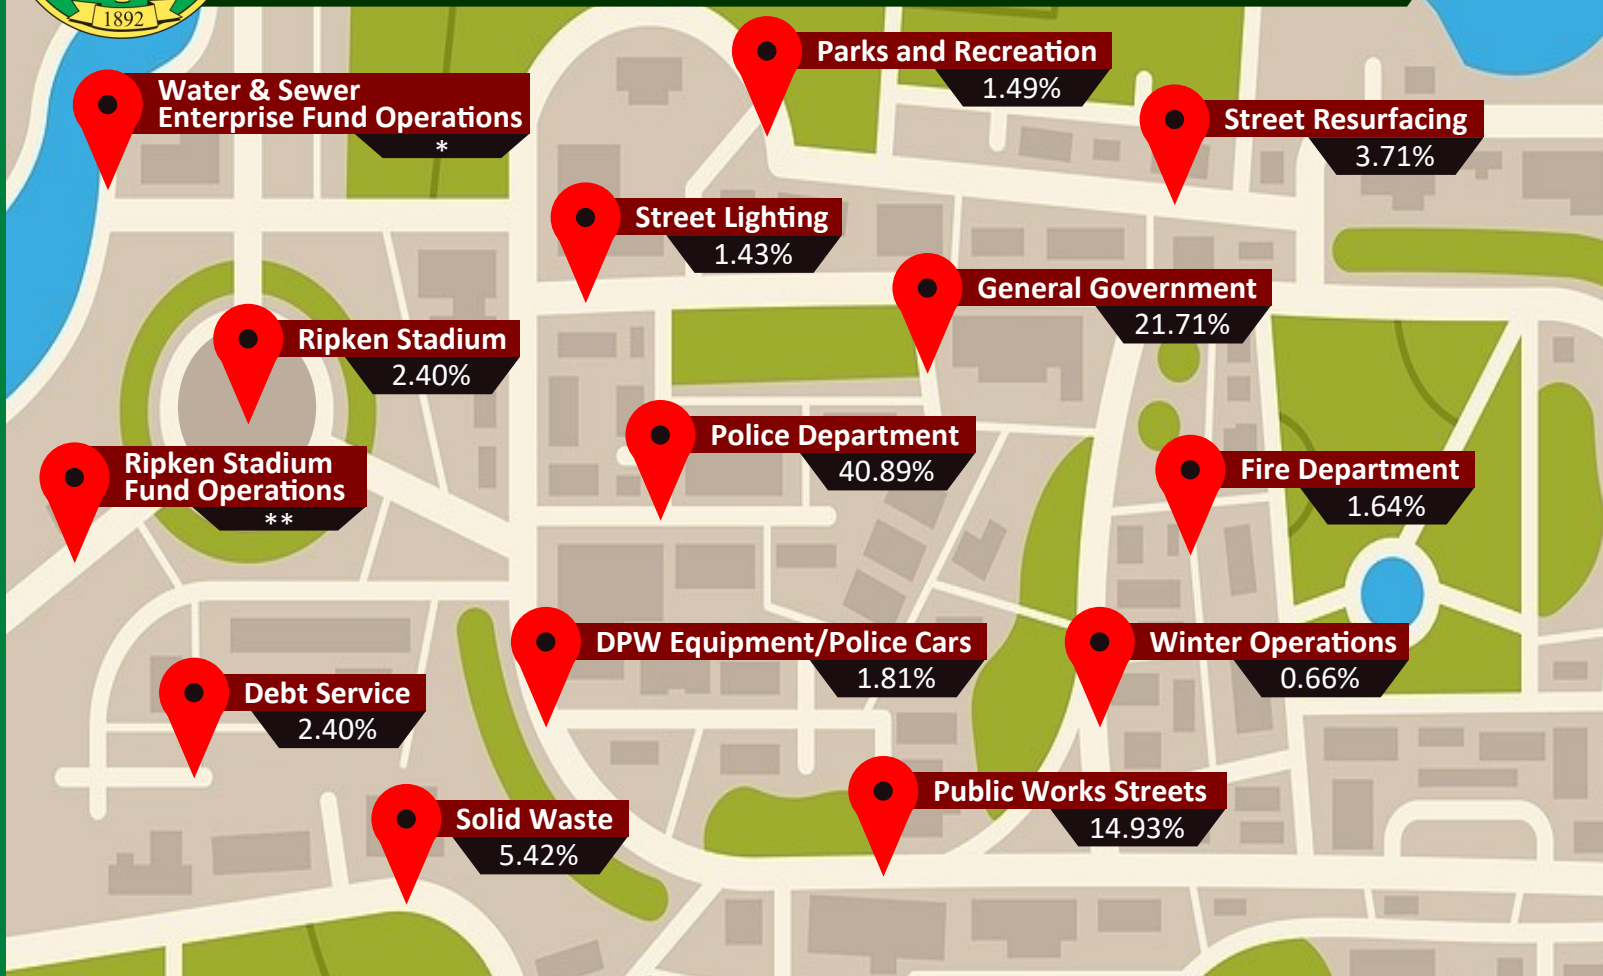 1892
Parks and Recreation
1.49%
Water & Sewer
Enterprise Fund Operations
*
Street Resurfacing
3.71%
Street Lighting
1.43%
General Government
21.71%
Ripken Stadium
2.40%
Police Department
40.89%
Ripken Stadium
Fund Operations
**
Fire Department
1.64%
DPW Equipment/Police Cars
1.81%
Winter Operations
0.66%
Debt Service
2.40%
Public Works Streets
14.93%
Solid Waste
5.42%